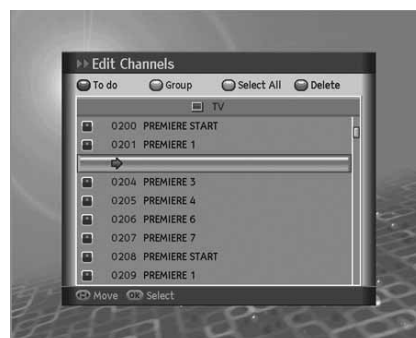 Edit Channels
To do Group Select All Delete
TV
0200 PREMIERE START
0201 PREMIERE 1
0204 PREMIERE 3
0205 PREMIERE 4
0206 PREMIERE 6
0207 PREMIERE 7
0208 PREMIERE START
0209 PREMIERE 1
Move OK Select